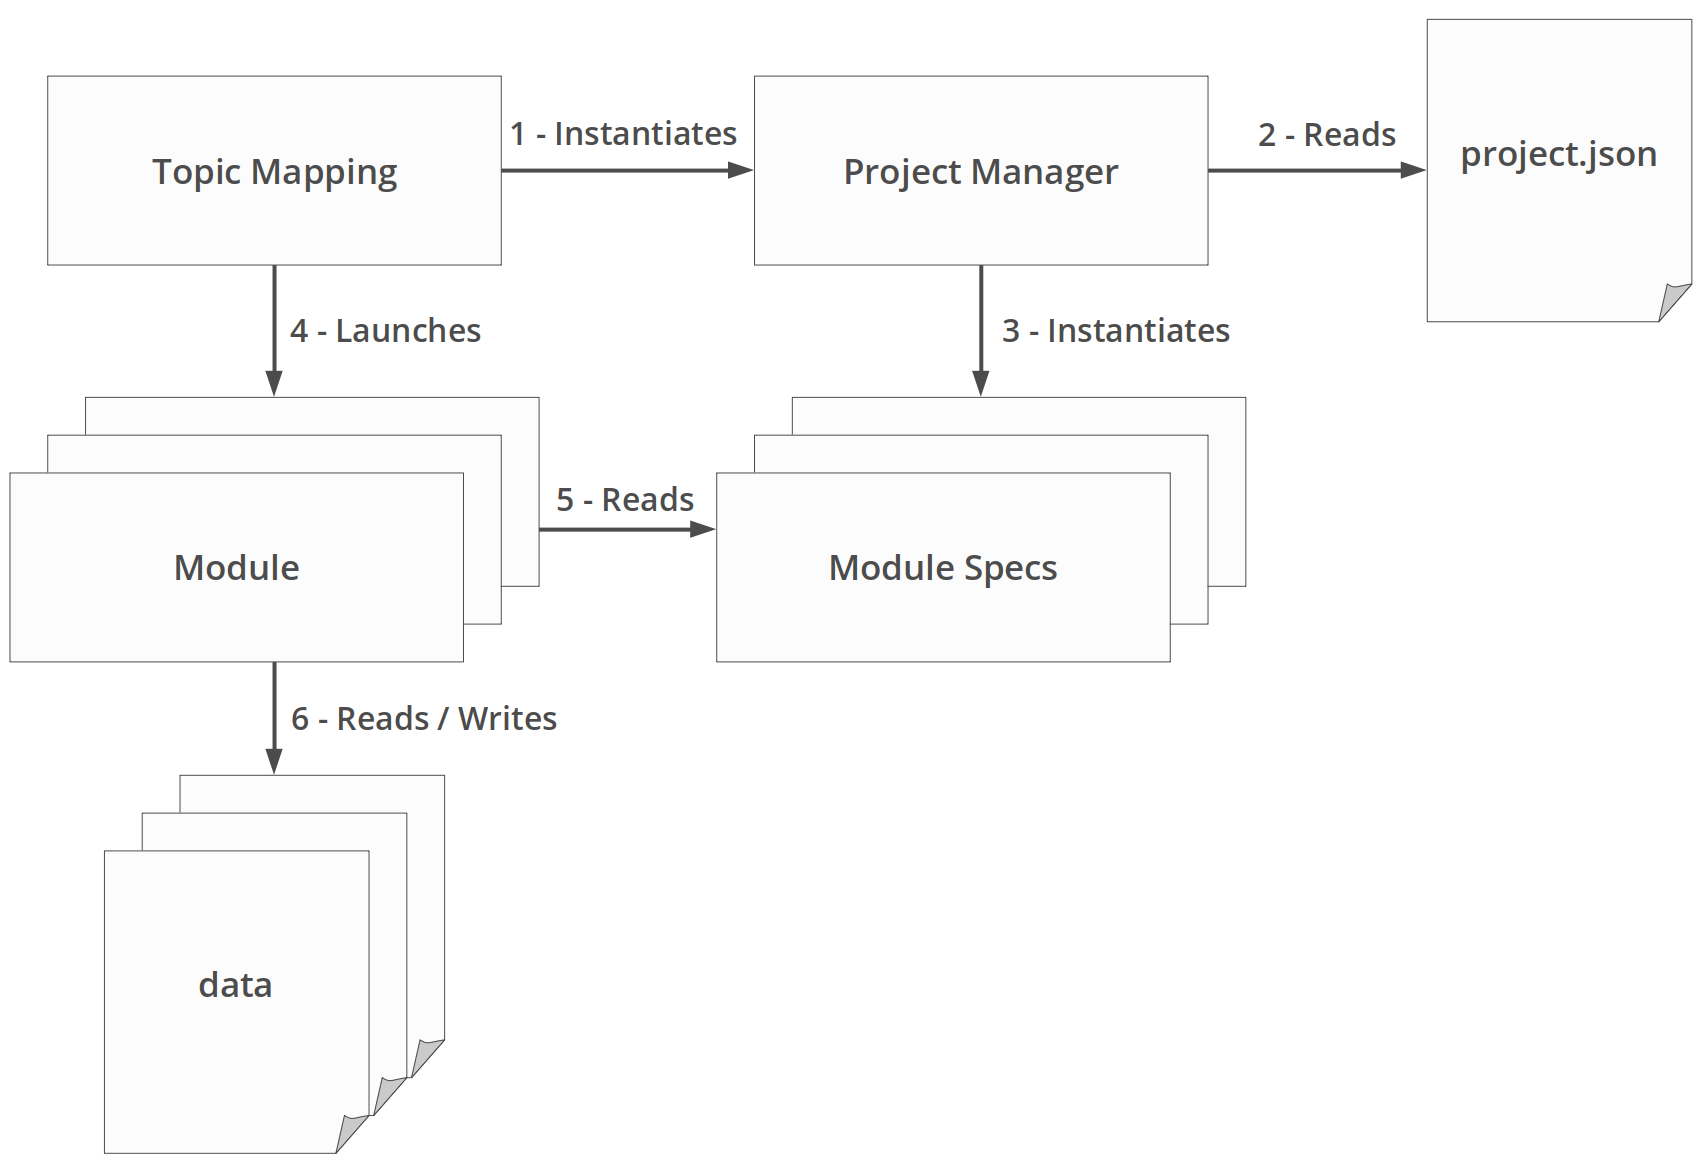 1 - Instantiates
2 - Reads
Topic Mapping
Project Manager
project.json
4 - Launches
3 - Instantiates
5 - Reads
Module
Module Specs
6 - Reads / Writes
data